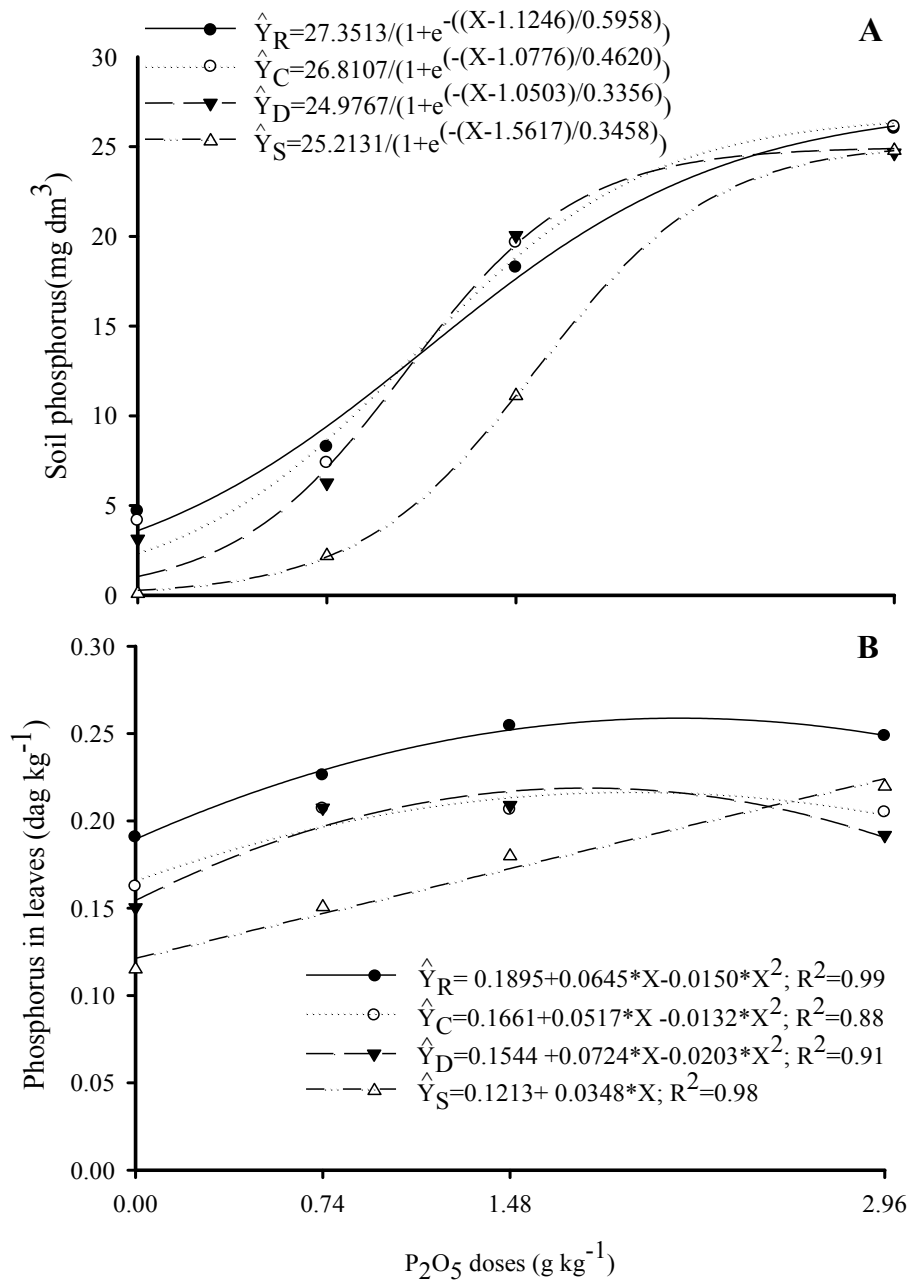 Ŷ_R=27.3513/(1+e^-((X-1.1246)/0.5958))
A
Ŷ_C=26.8107/(1+e^(-(X-1.0776)/0.4620))
Ŷ_D=24.9767/(1+e^(-(X-1.0503)/0.3356))
Ŷ_S=25.2131/(1+e^(-(X-1.5617)/0.3458))
30
25
20
15
10
5
0
Soil phosphorus(mg dm^3)
B
0.30
0.25
0.20
0.15
0.10
0.05
0.00
Phosphorus in leaves (dag kg^-1)
Ŷ_R= 0.1895+0.0645*X-0.0150*X^2; R^2=0.99
Ŷ_C=0.1661+0.0517*X -0.0132*X^2; R^2=0.88
Ŷ_D=0.1544 +0.0724*X-0.0203*X^2; R^2=0.91
Ŷ_S=0.1213+ 0.0348*X; R^2=0.98
0.00 0.74 1.48 2.96
P_2O_5 doses (g kg^-1)